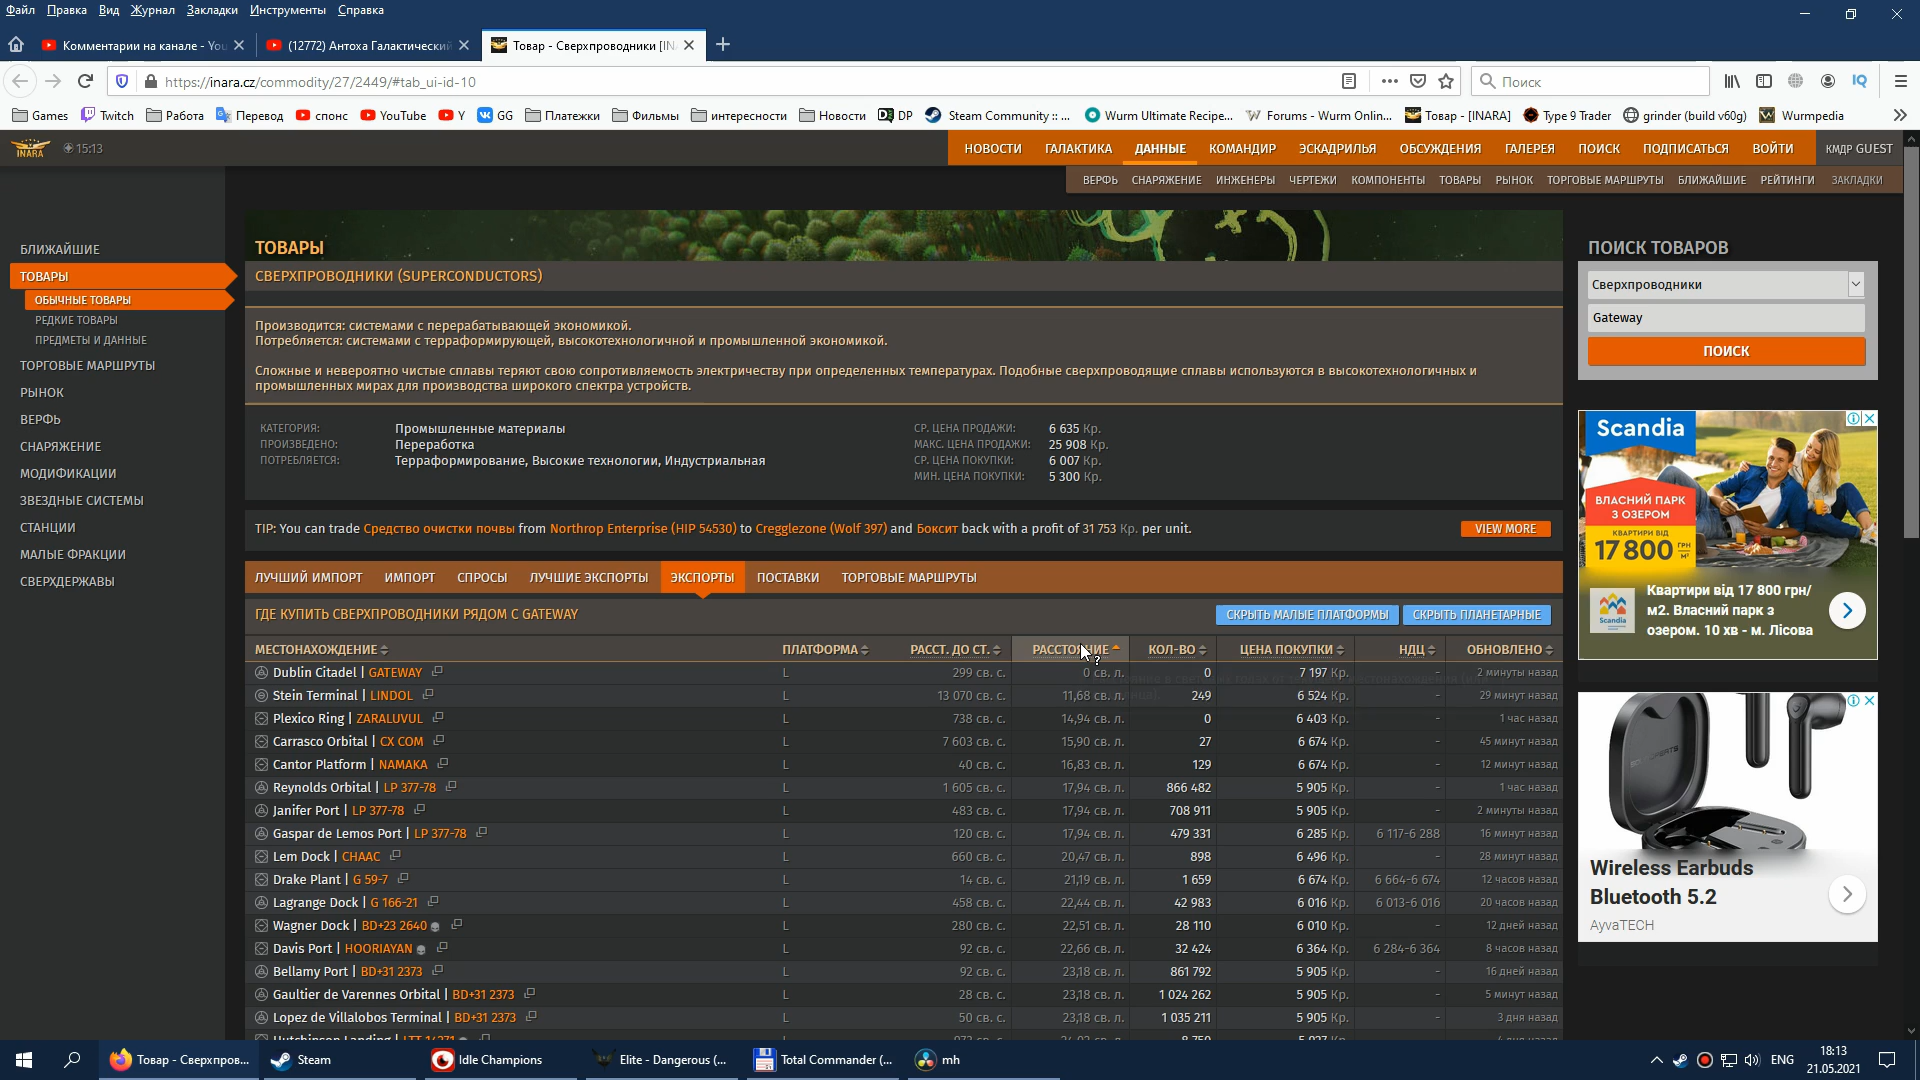 Файл Правка Вид Журнал Закладки Инструменты Справка
Комментарии на канале - You
(12772) Антоха Галактический
Товар - Сверхпроводники [IN
https://inara.cz/commodity/27/2449/#tab_ui-id-10
Поиск
Games Twitch Работа Перевод спонс YouTube Y GG Платежки Фильмы интересности Новости DP Steam Community :: ... Wurm Ultimate Recipe... Forums - Wurm Onlin... Товар - [INARA] Type 9 Trader grinder (build v60g) Wurmpedia
INARA
15:13
НОВОСТИ ГАЛАКТИКА ДАННЫЕ КОМАНДИР ЭСКАДРИЛЬЯ ОБСУЖДЕНИЯ ГАЛЕРЕЯ ПОИСК ПОДПИСАТЬСЯ ВОЙТИ КМДР GUEST
ВЕРФЬ СНАРЯЖЕНИЕ ИНЖЕНЕРЫ ЧЕРТЕЖИ КОМПОНЕНТЫ ТОВАРЫ РЫНОК ТОРГОВЫЕ МАРШРУТЫ БЛИЖАЙШИЕ РЕЙТИНГИ ЗАКЛАДКИ
БЛИЖАЙШИЕ
ТОВАРЫ
ОБЫЧНЫЕ ТОВАРЫ
РЕДКИЕ ТОВАРЫ
ПРЕДМЕТЫ И ДАННЫЕ
ТОРГОВЫЕ МАРШРУТЫ
РЫНОК
ВЕРФЬ
СНАРЯЖЕНИЕ
МОДИФИКАЦИИ
ЗВЕЗДНЫЕ СИСТЕМЫ
СТАНЦИИ
МАЛЫЕ ФРАКЦИИ
СВЕРХДЕРЖАВЫ
ТОВАРЫ
СВЕРХПРОВОДНИКИ (SUPERCONDUCTORS)
Производится: системами с перерабатывающей экономикой.
Потребляется: системами с терраформирующей, высокотехнологичной и промышленной экономикой.
Сложные и невероятно чистые сплавы теряют свою сопротивляемость электричеству при определенных температурах. Подобные сверхпроводящие сплавы используются в высокотехнологичных и
промышленных мирах для производства широкого спектра устройств.
КАТЕГОРИЯ: Промышленные материалы
ПРОИЗВЕДЕНО: Переработка
ПОТРЕБЛЯЕТСЯ: Терраформирование, Высокие технологии, Индустриальная
СР. ЦЕНА ПРОДАЖИ: 6 635 Кр.
МАКС. ЦЕНА ПРОДАЖИ: 25 908 Кр.
СР. ЦЕНА ПОКУПКИ: 6 007 Кр.
МИН. ЦЕНА ПОКУПКИ: 5 300 Кр.
TIP: You can trade Средство очистки почвы from Northrop Enterprise (HIP 54530) to Cregglezone (Wolf 397) and Боксит back with a profit of 31 753 Кр. per unit.
VIEW MORE
ЛУЧШИЙ ИМПОРТ ИМПОРТ СПРОСЫ ЛУЧШИЕ ЭКСПОРТЫ ЭКСПОРТЫ ПОСТАВКИ ТОРГОВЫЕ МАРШРУТЫ
ГДЕ КУПИТЬ СВЕРХПРОВОДНИКИ РЯДОМ С GATEWAY
СКРЫТЬ МАЛЫЕ ПЛАТФОРМЫ СКРЫТЬ ПЛАНЕТАРНЫЕ
МЕСТОНАХОЖДЕНИЕ ПЛАТФОРМА РАССТ. ДО СТ. РАССТОЯНИЕ КОЛ-ВО ЦЕНА ПОКУПКИ НДЦ ОБНОВЛЕНО
Dublin Citadel | GATEWAY L 299 св. с. 0 св. л. 0 7 197 Кр. - 2 минуты назад
Stein Terminal | LINDOL L 13 070 св. с. 11,68 св. л. 249 6 524 Кр. - 29 минут назад
Plexico Ring | ZARALUVUL L 738 св. с. 14,94 св. л. 0 6 403 Кр. - 1 час назад
Carrasco Orbital | CX COM L 7 603 св. с. 15,90 св. л. 27 6 674 Кр. - 45 минут назад
Cantor Platform | NAMAKA L 40 св. с. 16,83 св. л. 129 6 674 Кр. - 12 минут назад
Reynolds Orbital | LP 377-78 L 1 605 св. с. 17,94 св. л. 866 482 5 905 Кр. - 1 час назад
Janifer Port | LP 377-78 L 483 св. с. 17,94 св. л. 708 911 5 905 Кр. - 2 минуты назад
Gaspar de Lemos Port | LP 377-78 L 120 св. с. 17,94 св. л. 479 331 6 285 Кр. 6 117-6 288 16 минут назад
Lem Dock | CHAAC L 660 св. с. 20,47 св. л. 898 6 496 Кр. - 28 минут назад
Drake Plant | G 59-7 L 14 св. с. 21,19 св. л. 1 659 6 674 Кр. 6 664-6 674 12 часов назад
Lagrange Dock | G 166-21 L 458 св. с. 22,44 св. л. 42 983 6 016 Кр. 6 013-6 016 20 часов назад
Wagner Dock | BD+23 2640 L 280 св. с. 22,51 св. л. 28 110 6 010 Кр. - 12 дней назад
Davis Port | HOORIAYAN L 92 св. с. 22,66 св. л. 32 424 6 364 Кр. 6 284-6 364 8 часов назад
Bellamy Port | BD+31 2373 L 92 св. с. 23,18 св. л. 861 792 5 905 Кр. - 16 дней назад
Gaultier de Varennes Orbital | BD+31 2373 L 28 св. с. 23,18 св. л. 1 024 262 5 905 Кр. - 5 минут назад
Lopez de Villalobos Terminal | BD+31 2373 L 50 св. с. 23,18 св. л. 1 035 211 5 905 Кр. - 3 дня назад
ПОИСК ТОВАРОВ
Сверхпроводники
Gateway
ПОИСК
Scandia
ВЛАСНИЙ ПАРК
З ОЗЕРОМ
КВАРТИРИ ВІД
17 800 ГРН/М²
Квартири від 17 800 грн/
м2. Власний парк з
озером. 10 хв - м. Лісова
Wireless Earbuds
Bluetooth 5.2
AyvaTECH
Товар - Сверхпров... Steam Idle Champions Elite - Dangerous (... Total Commander (... mh
ENG
18:13
21.05.2021